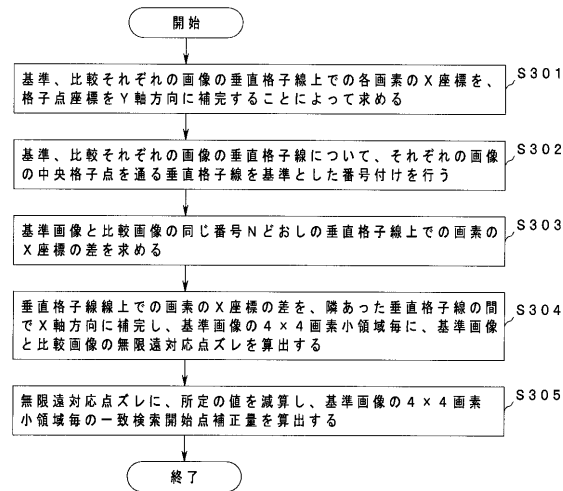 開始
基準、比較それぞれの画像の垂直格子線上での各画素のX座標を、
格子点座標をY軸方向に補完することによって求める
S301
基準、比較それぞれの画像の垂直格子線について、それぞれの画像
の中央格子点を通る垂直格子線を基準とした番号付けを行う
S302
基準画像と比較画像の同じ番号Nどおしの垂直格子線上での画素の
X座標の差を求める
S303
垂直格子線線上での画素のX座標の差を、隣あった垂直格子線の間
でX軸方向に補完し、基準画像の4×4画素小領域毎に、基準画像
と比較画像の無限遠対応点ズレを算出する
S304
無限遠対応点ズレに、所定の値を減算し、基準画像の4×4画素
小領域毎の一致検索開始点補正量を算出する
S305
終了